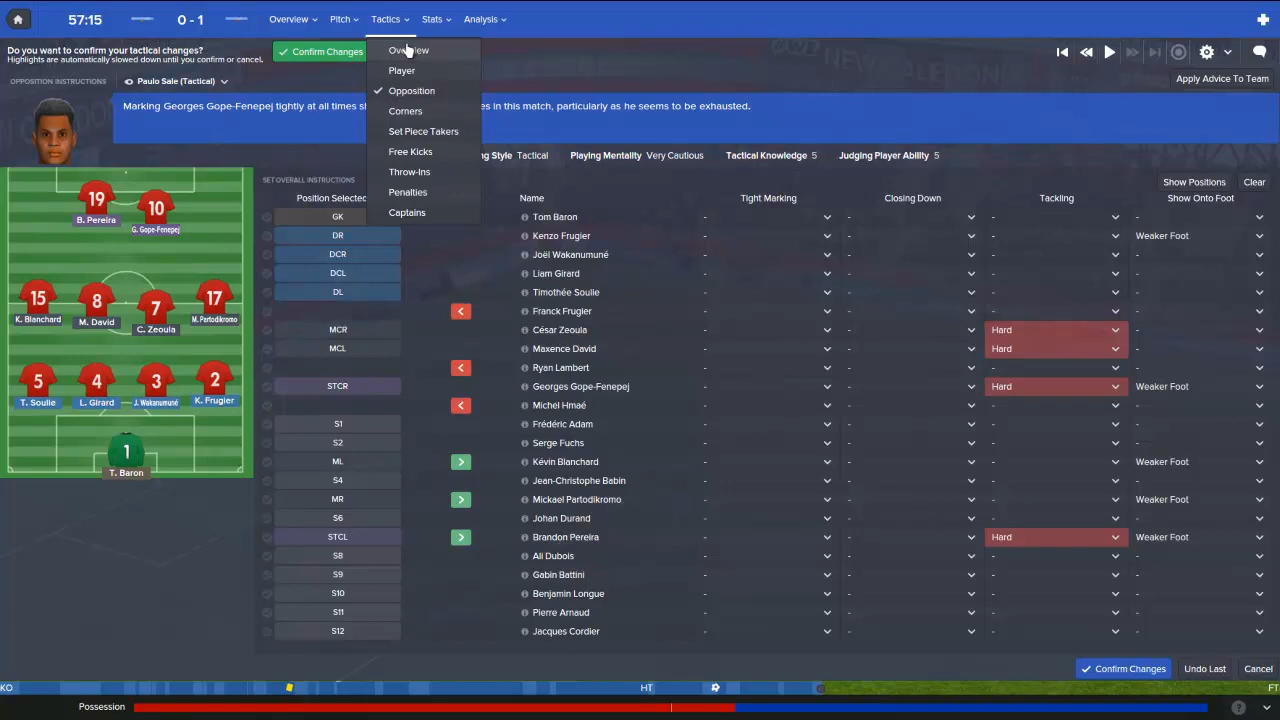 57:15 0 - 1 Overview Pitch Tactics Stats Analysis
Do you want to confirm your tactical changes?
Highlights are automatically slowed down until you confirm or cancel.
Confirm Changes
Overview
Player
Opposition
Corners
Set Piece Takers
Free Kicks
Throw-Ins
Penalties
Captains
OPPOSITION INSTRUCTIONS Paulo Sale (Tactical)
Apply Advice To Team
Marking Georges Gope-Fenepej tightly at all times es in this match, particularly as he seems to be exhausted.
ng Style Tactical Playing Mentality Very Cautious Tactical Knowledge 5 Judging Player Ability 5
SET OVERALL INSTRUCTIONS Show Positions Clear
Position Selected Name Tight Marking Closing Down Tackling Show Onto Foot
GK Tom Baron - - - -
DR Kenzo Frugier - - - Weaker Foot
DCR Joël Wakanumuné - - - -
DCL Liam Girard - - - -
DL Timothée Soulle - - - -
Franck Frugier - - - -
MCR César Zeoula - - Hard -
MCL Maxence David - - Hard -
Ryan Lambert - - - -
STCR Georges Gope-Fenepej - - Hard Weaker Foot
Michel Hmaé - - - -
S1 Frédéric Adam - - - -
S2 Serge Fuchs - - - -
ML Kévin Blanchard - - - Weaker Foot
S4 Jean-Christophe Babin - - - -
MR Mickael Partodikromo - - - Weaker Foot
S6 Johan Durand - - - -
STCL Brandon Pereira - - Hard Weaker Foot
S8 Ali Dubois - - - -
S9 Gabin Battini - - - -
S10 Benjamin Longue - - - -
S11 Pierre Arnaud - - - -
S12 Jacques Cordier - - - -
19
B. Pereira
10
G. Gope-Fenepej
15
K. Blanchard
8
M. David
7
C. Zeoula
17
M. Partodikromo
5
T. Soulle
4
L. Girard
3
J. Wakanumuné
2
K. Frugier
1
T. Baron
Confirm Changes Undo Last Cancel
KO HT FT
Possession